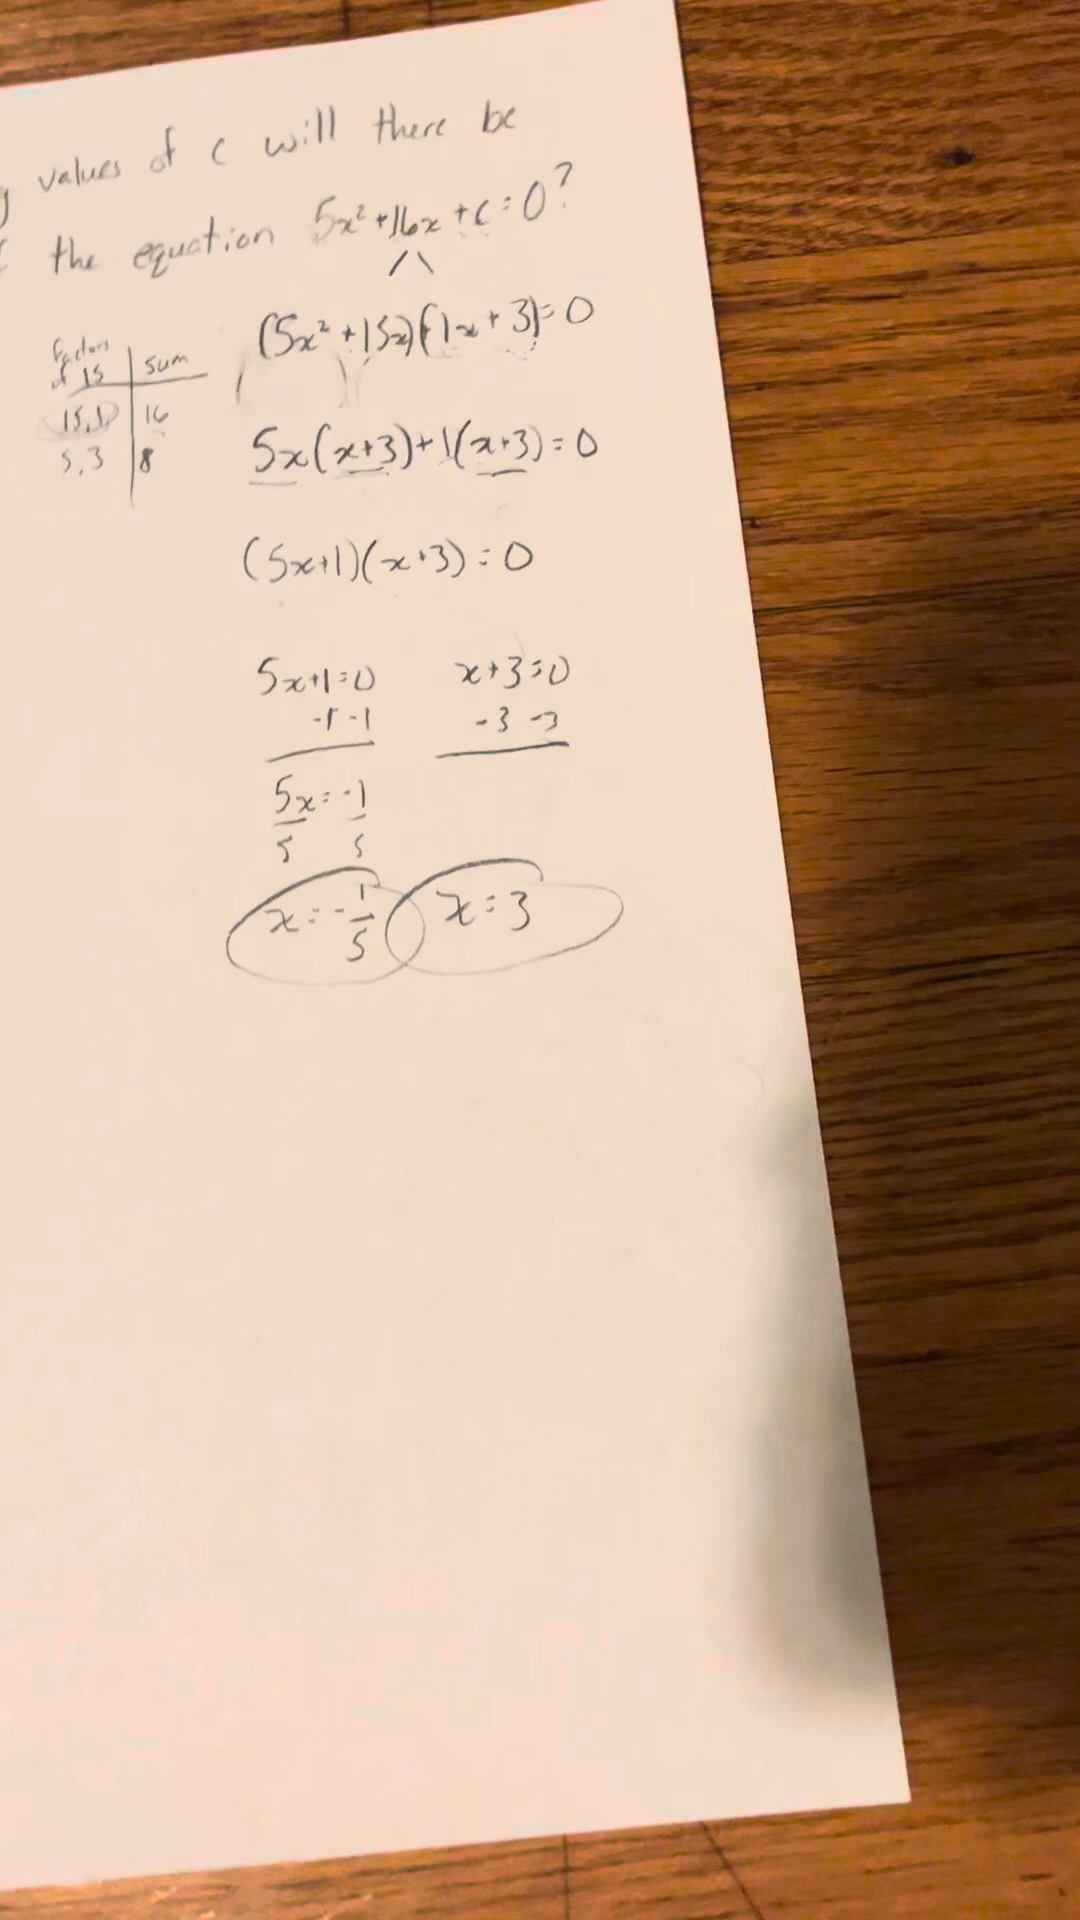 values of c will there be
the equation 5x² +16x +c = 0?
(5x² +15x)(+1x + 3) = 0
factors of 15 | sum
15,1 | 16
5,3 | 8
5x(x+3)+1(x+3) = 0
(5x+1)(x+3) = 0
5x+1=0 x+3=0
-1 -1 -3 -3
5x = -1
5 5
x = -1/5 x = 3